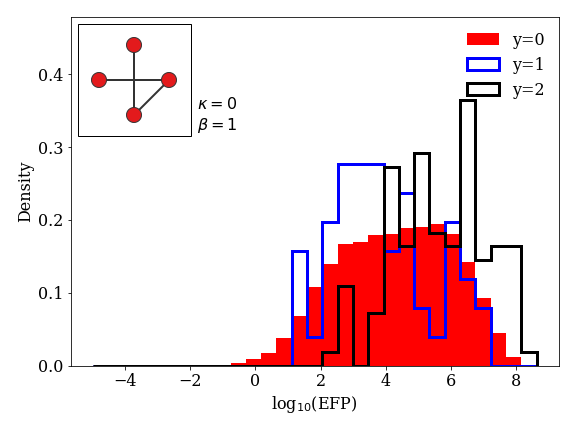 κ = 0
β = 1
y=0
y=1
y=2
Density
0.4
0.3
0.2
0.1
0.0
−4 −2 0 2 4 6 8
log₁₀(EFP)